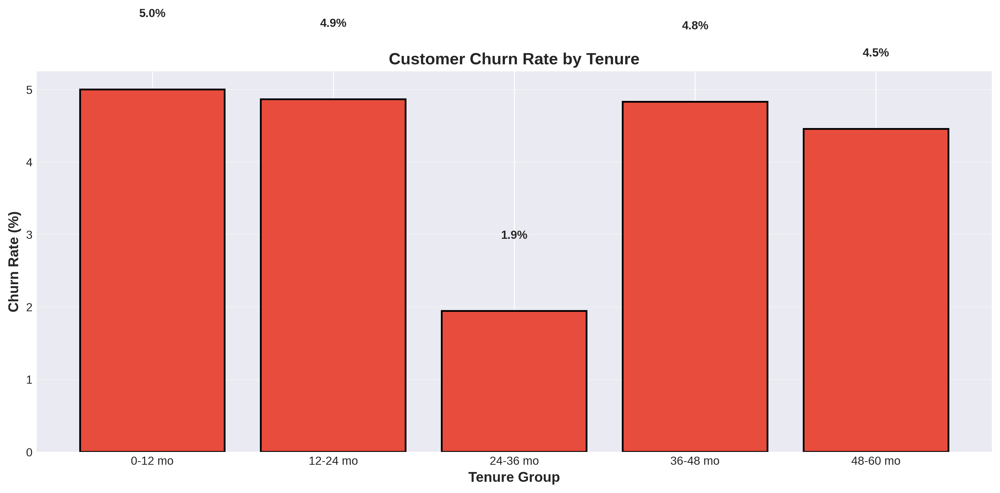 5.0%
4.9%
4.8%
4.5%
Customer Churn Rate by Tenure
5
4
3
2
1
0
1.9%
Churn Rate (%)
0-12 mo
12-24 mo
24-36 mo
36-48 mo
48-60 mo
Tenure Group